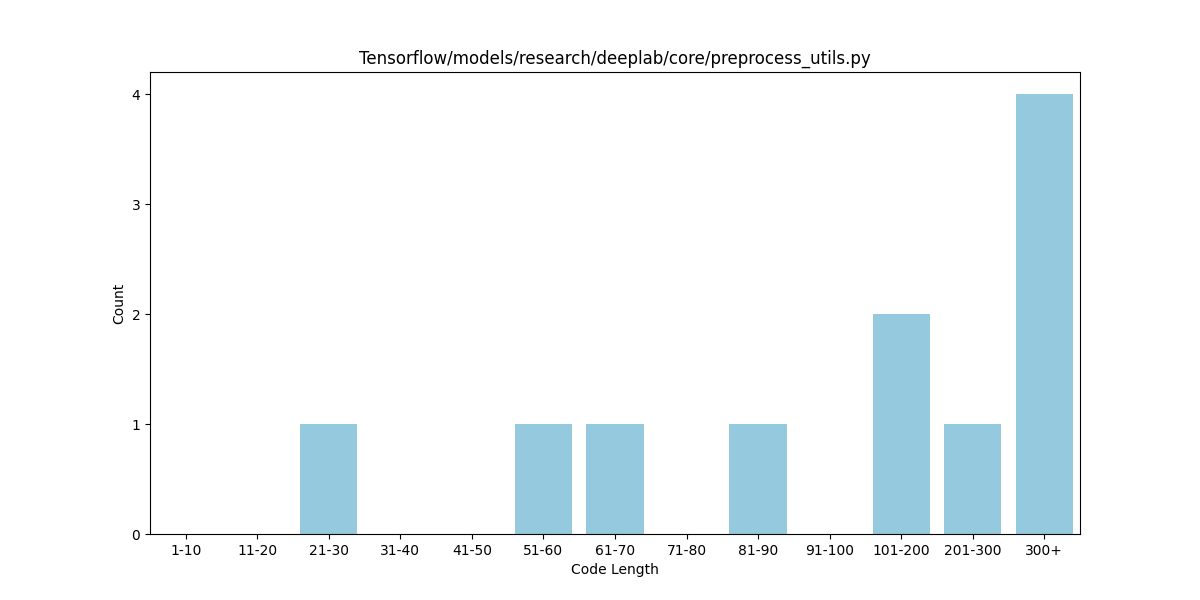 Tensorflow/models/research/deeplab/core/preprocess_utils.py
Count
4
3
2
1
0
1-10 11-20 21-30 31-40 41-50 51-60 61-70 71-80 81-90 91-100 101-200 201-300 300+
Code Length